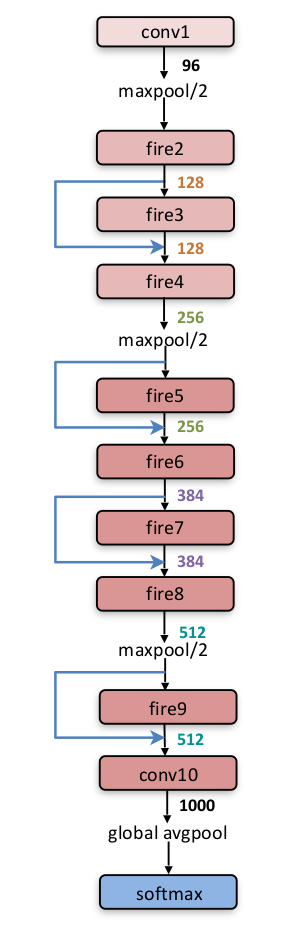 conv1
96
maxpool/2
fire2
128
fire3
128
fire4
256
maxpool/2
fire5
256
fire6
384
fire7
384
fire8
512
maxpool/2
fire9
512
conv10
1000
global avgpool
softmax